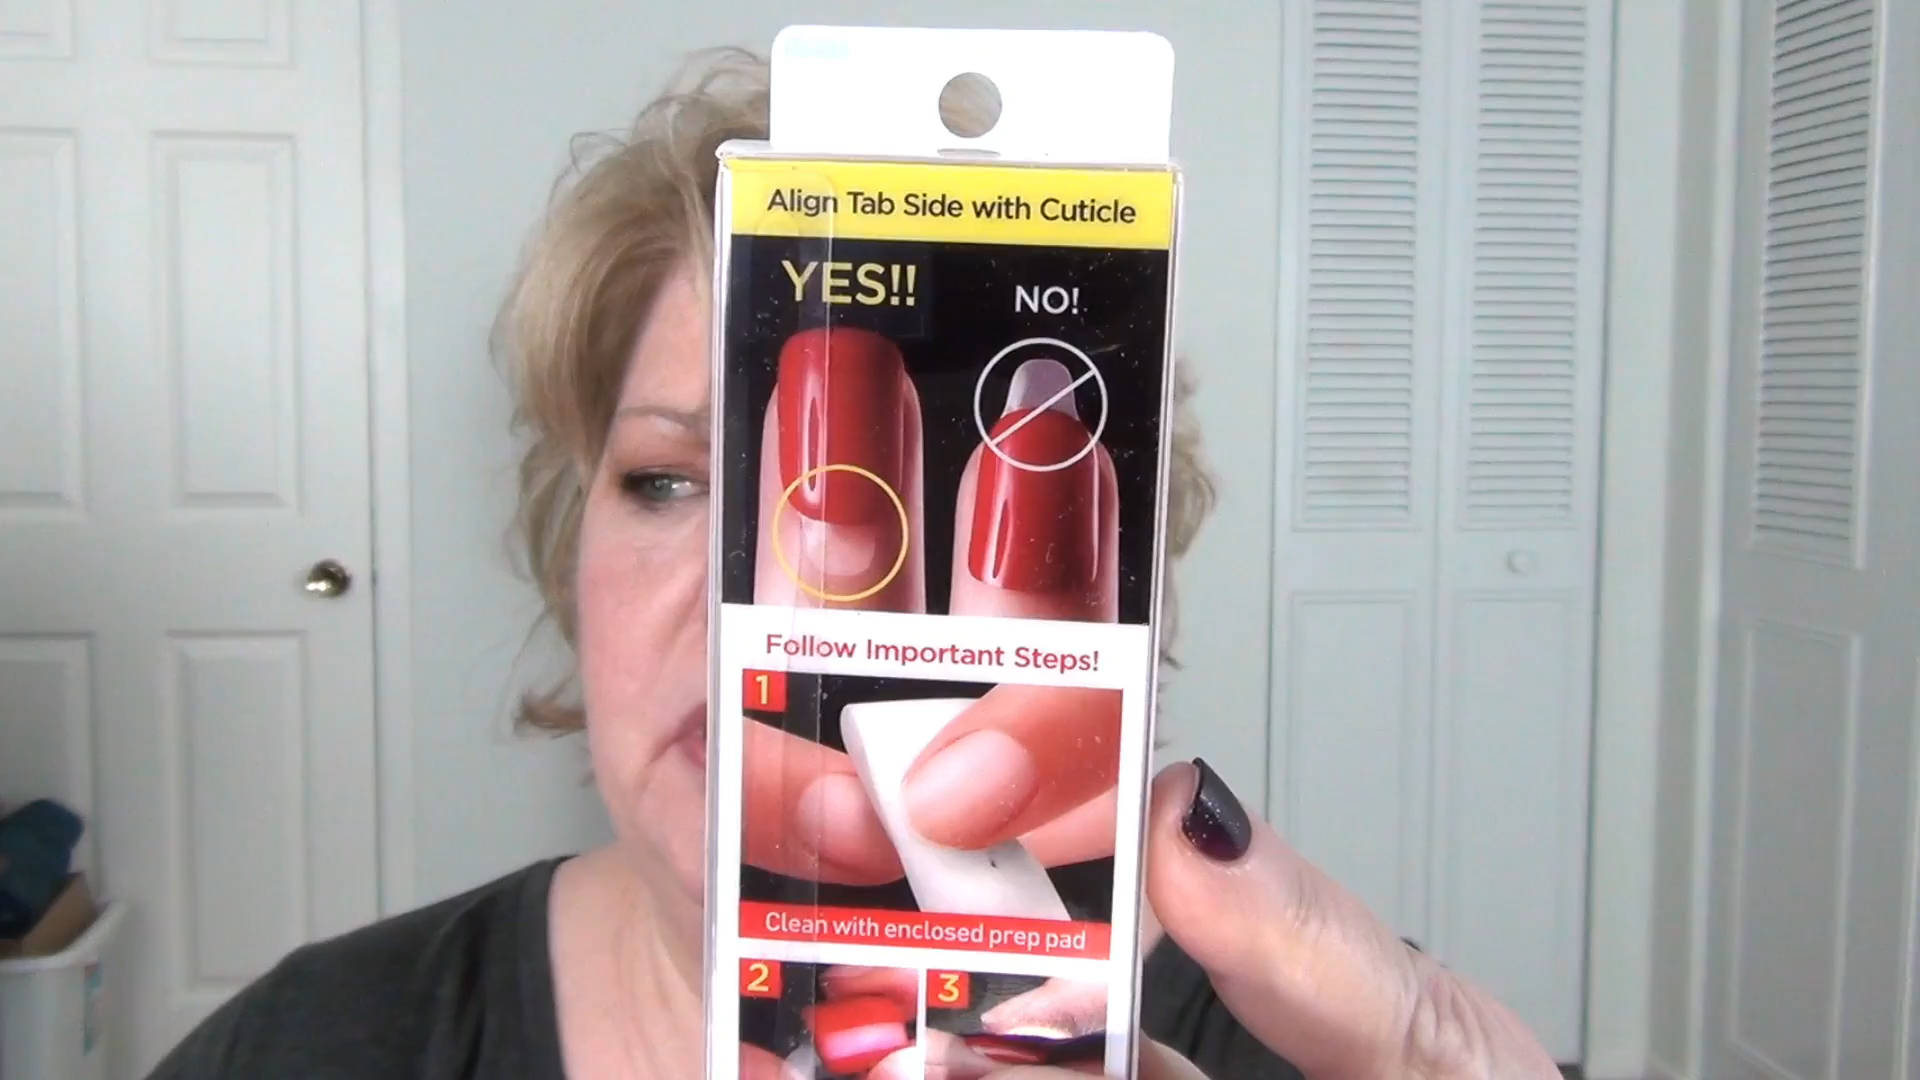 Align Tab Side with Cuticle
YES!!
NO!
Follow Important Steps!
1
Clean with enclosed prep pad
2
3